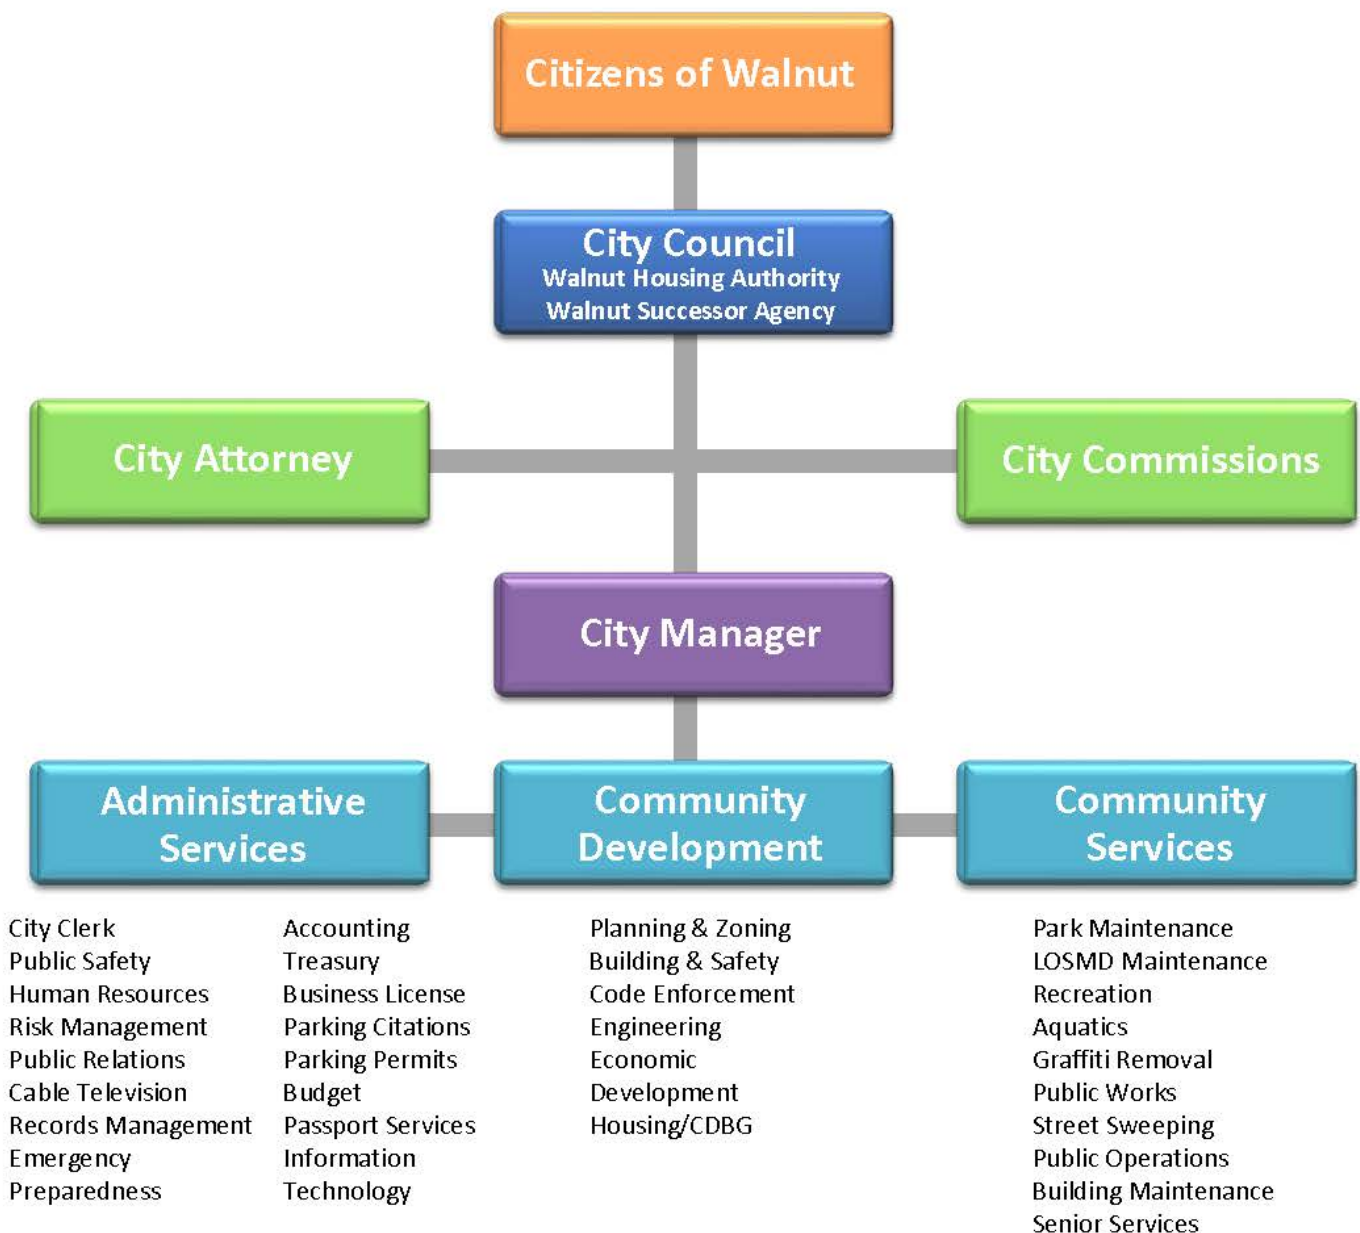 Citizens of Walnut
City Council
Walnut Housing Authority
Walnut Successor Agency
City Attorney
City Commissions
City Manager
Administrative
Services
Community
Development
Community
Services
City Clerk
Public Safety
Human Resources
Risk Management
Public Relations
Cable Television
Records Management
Emergency
Preparedness
Accounting
Treasury
Business License
Parking Citations
Parking Permits
Budget
Passport Services
Information
Technology
Planning & Zoning
Building & Safety
Code Enforcement
Engineering
Economic
Development
Housing/CDBG
Park Maintenance
LOSMD Maintenance
Recreation
Aquatics
Graffiti Removal
Public Works
Street Sweeping
Public Operations
Building Maintenance
Senior Services